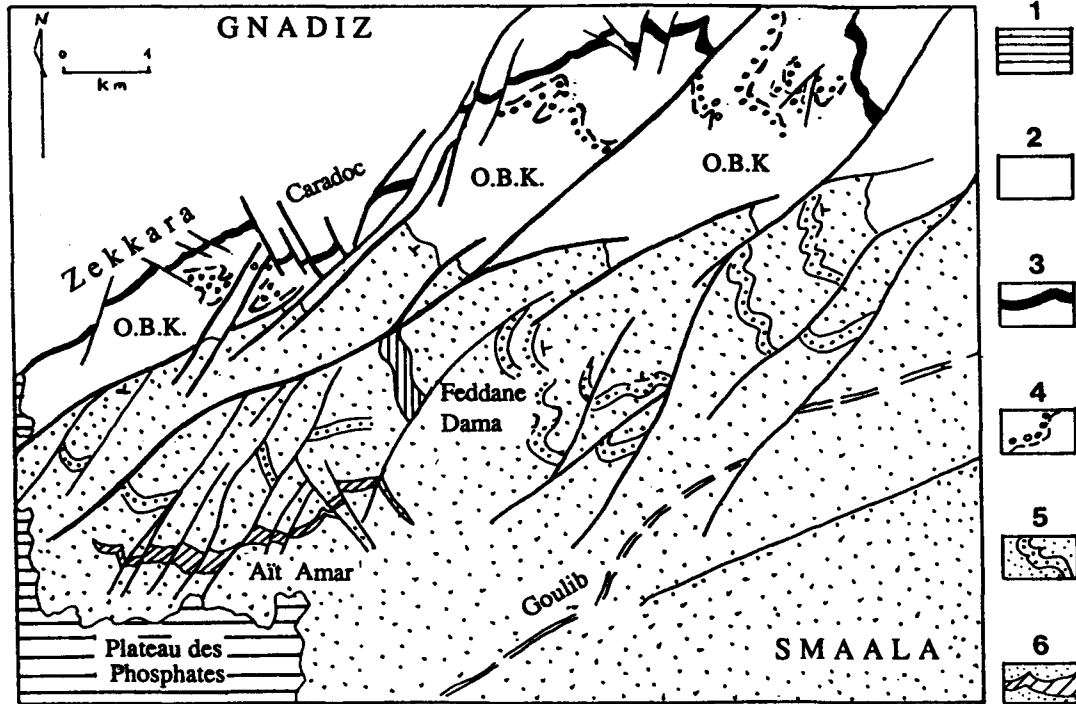 GNADIZ
N
0 1
km
1
2
3
4
5
6
Zekkara
Caradoc
O.B.K.
O.B.K
O.B.K.
Feddane
Dama
Aït Amar
Goulib
Plateau des
Phosphates
SMAALA